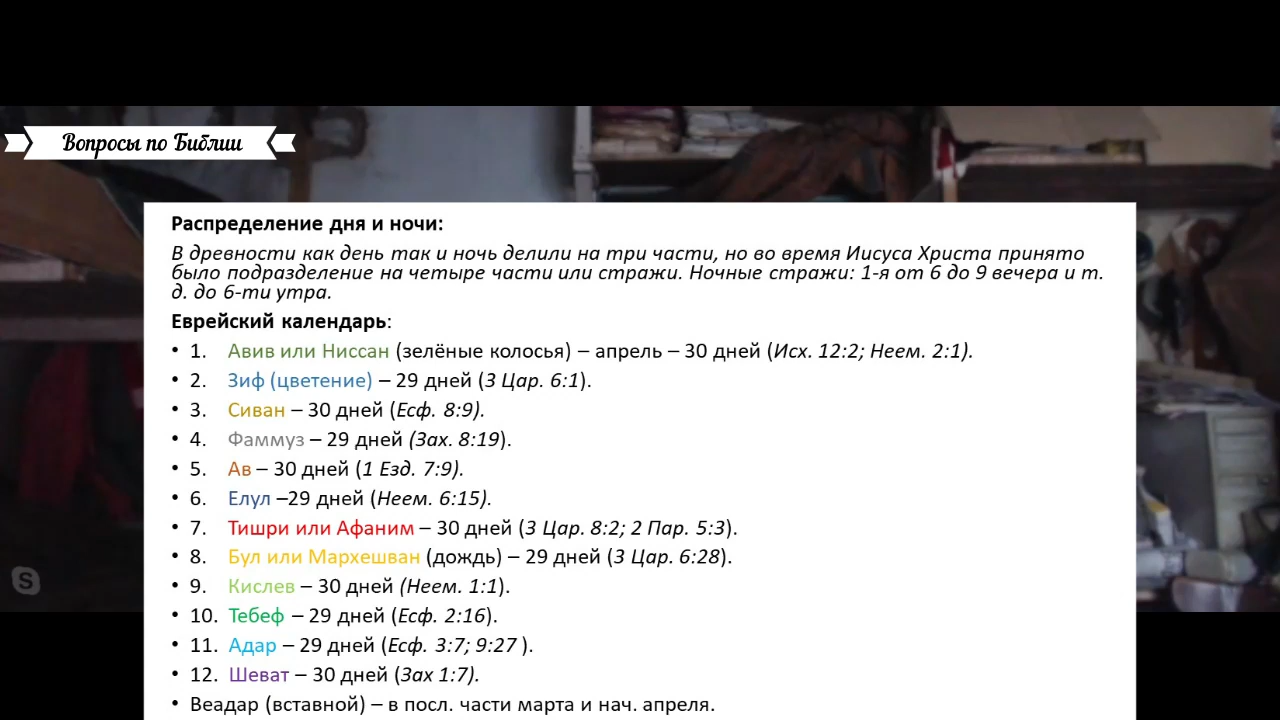 Вопросы по Библии
Распределение дня и ночи:
В древности как день так и ночь делили на три части, но во время Иисуса Христа принято
было подразделение на четыре части или стражи. Ночные стражи: 1-я от 6 до 9 вечера и т.
д. до 6-ти утра.
Еврейский календарь:
• 1. Авив или Ниссан (зелёные колосья) – апрель – 30 дней (Исх. 12:2; Неем. 2:1).
• 2. Зиф (цветение) – 29 дней (3 Цар. 6:1).
• 3. Сиван – 30 дней (Есф. 8:9).
• 4. Фаммуз – 29 дней (Зах. 8:19).
• 5. Ав – 30 дней (1 Езд. 7:9).
• 6. Елул –29 дней (Неем. 6:15).
• 7. Тишри или Афаним – 30 дней (3 Цар. 8:2; 2 Пар. 5:3).
• 8. Бул или Мархешван (дождь) – 29 дней (3 Цар. 6:28).
• 9. Кислев – 30 дней (Неем. 1:1).
• 10. Тебеф – 29 дней (Есф. 2:16).
• 11. Адар – 29 дней (Есф. 3:7; 9:27 ).
• 12. Шеват – 30 дней (Зах 1:7).
• Веадар (вставной) – в посл. части марта и нач. апреля.
S